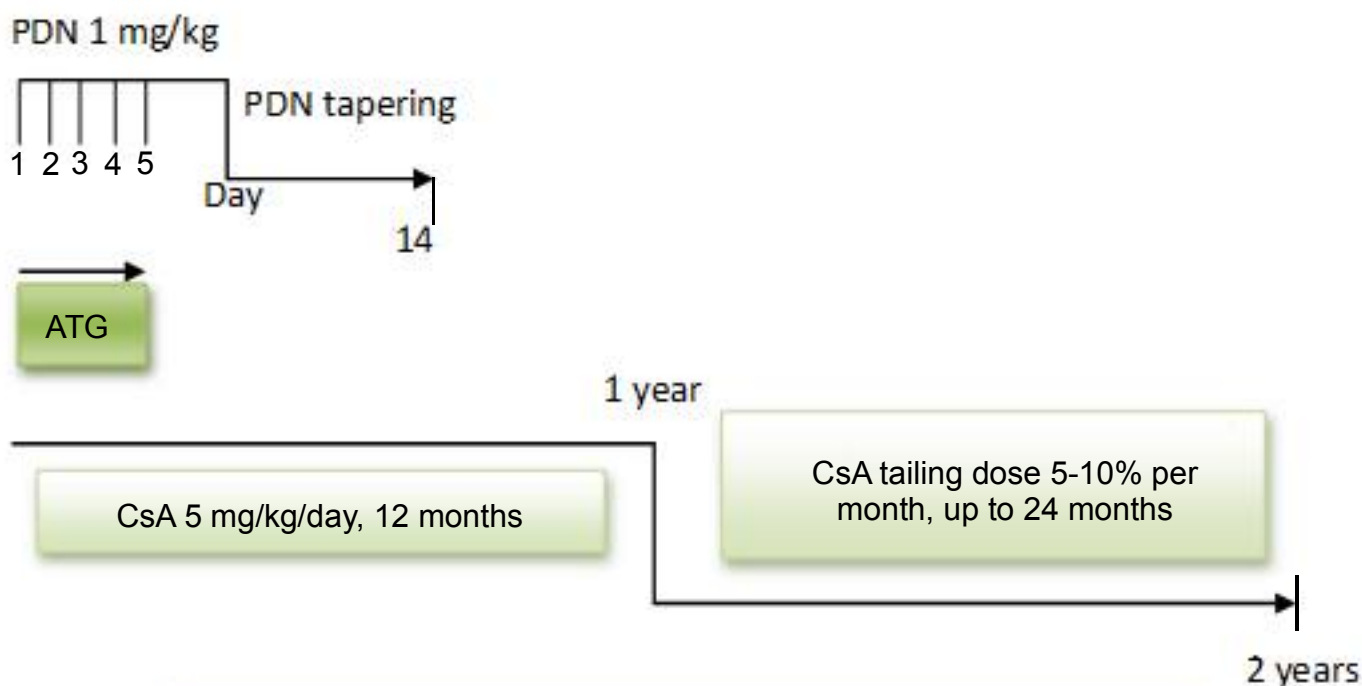 PDN 1 mg/kg
PDN tapering
1 2 3 4 5
Day
14
ATG
1 year
CsA 5 mg/kg/day, 12 months
CsA tailing dose 5-10% per
month, up to 24 months
2 years